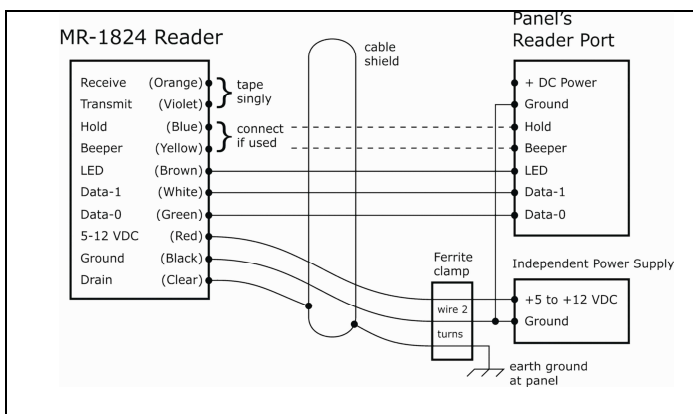 MR-1824 Reader
Receive (Orange)
Transmit (Violet)
Hold (Blue)
Beeper (Yellow)
LED (Brown)
Data-1 (White)
Data-0 (Green)
5-12 VDC (Red)
Ground (Black)
Drain (Clear)
tape
singly
connect
if used
cable
shield
Panel's
Reader Port
+ DC Power
Ground
Hold
Beeper
LED
Data-1
Data-0
Ferrite
clamp
wire 2
turns
Independent Power Supply
+5 to +12 VDC
Ground
earth ground
at panel